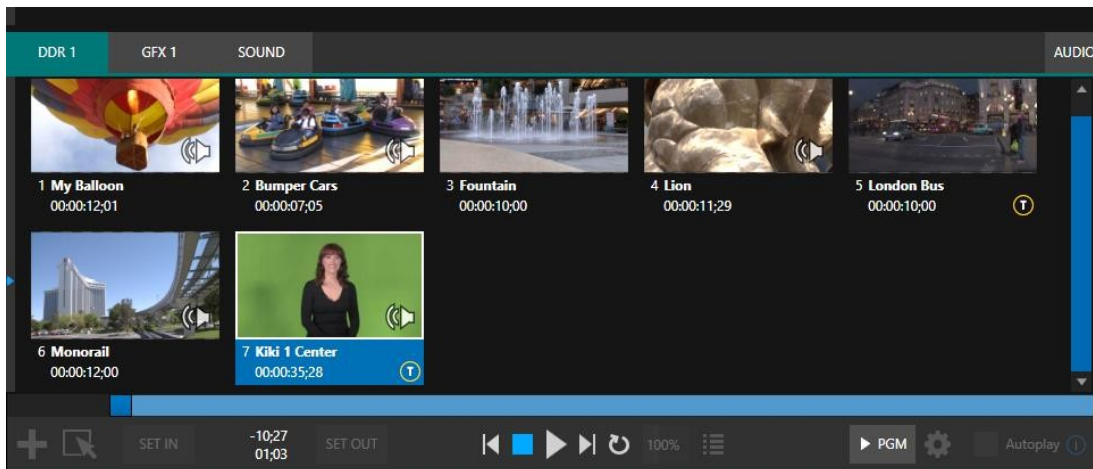 DDR 1 GFX 1 SOUND AUDIO
1 My Balloon 2 Bumper Cars 3 Fountain 4 Lion 5 London Bus
00:00:12;01 00:00:07;05 00:00:10;00 00:00:11;29 00:00:10;00 T
6 Monorail 7 Kiki 1 Center
00:00:12;00 00:00:35;28 T
SET IN -10;27 SET OUT 100% PGM Autoplay i
01;03